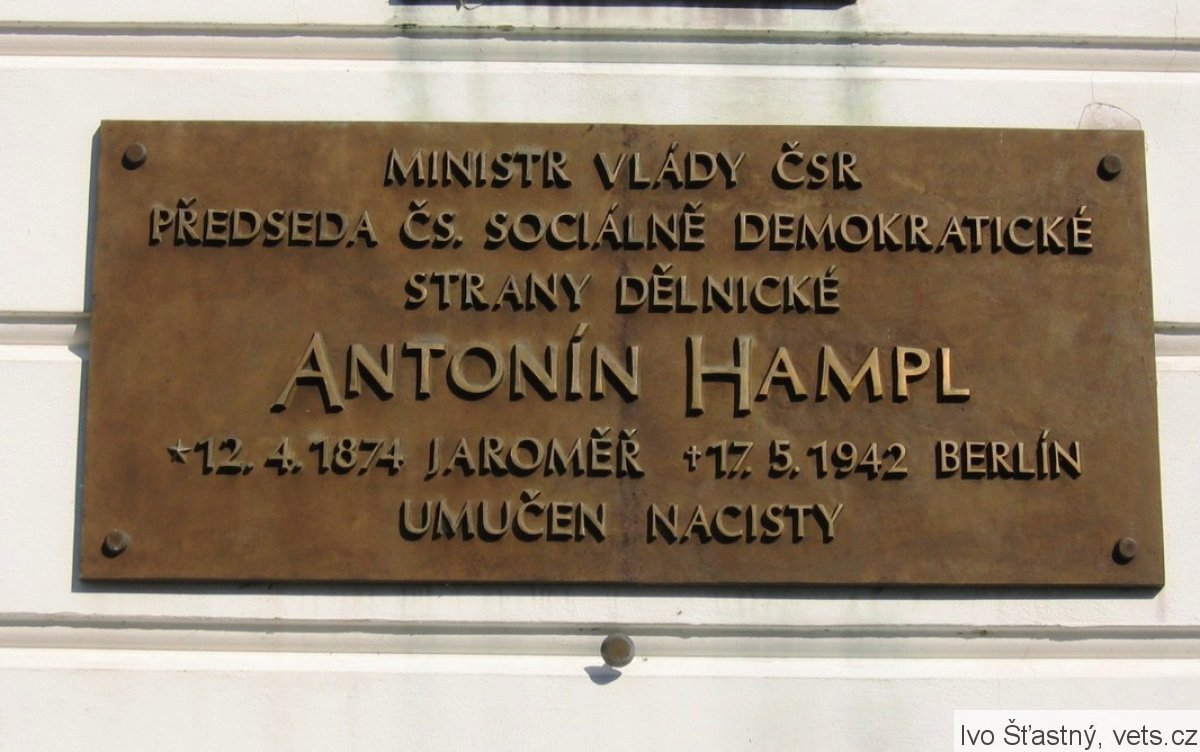 MINISTR VLÁDY ČSR
PŘEDSEDA ČS. SOCIÁLNĚ DEMOKRATICKÉ
STRANY DĚLNICKÉ
ANTONÍN HAMPL
*12. 4. 1874 JAROMĚŘ †17. 5. 1942 BERLÍN
UMUČEN NACISTY
Ivo Šťastný, vets.cz